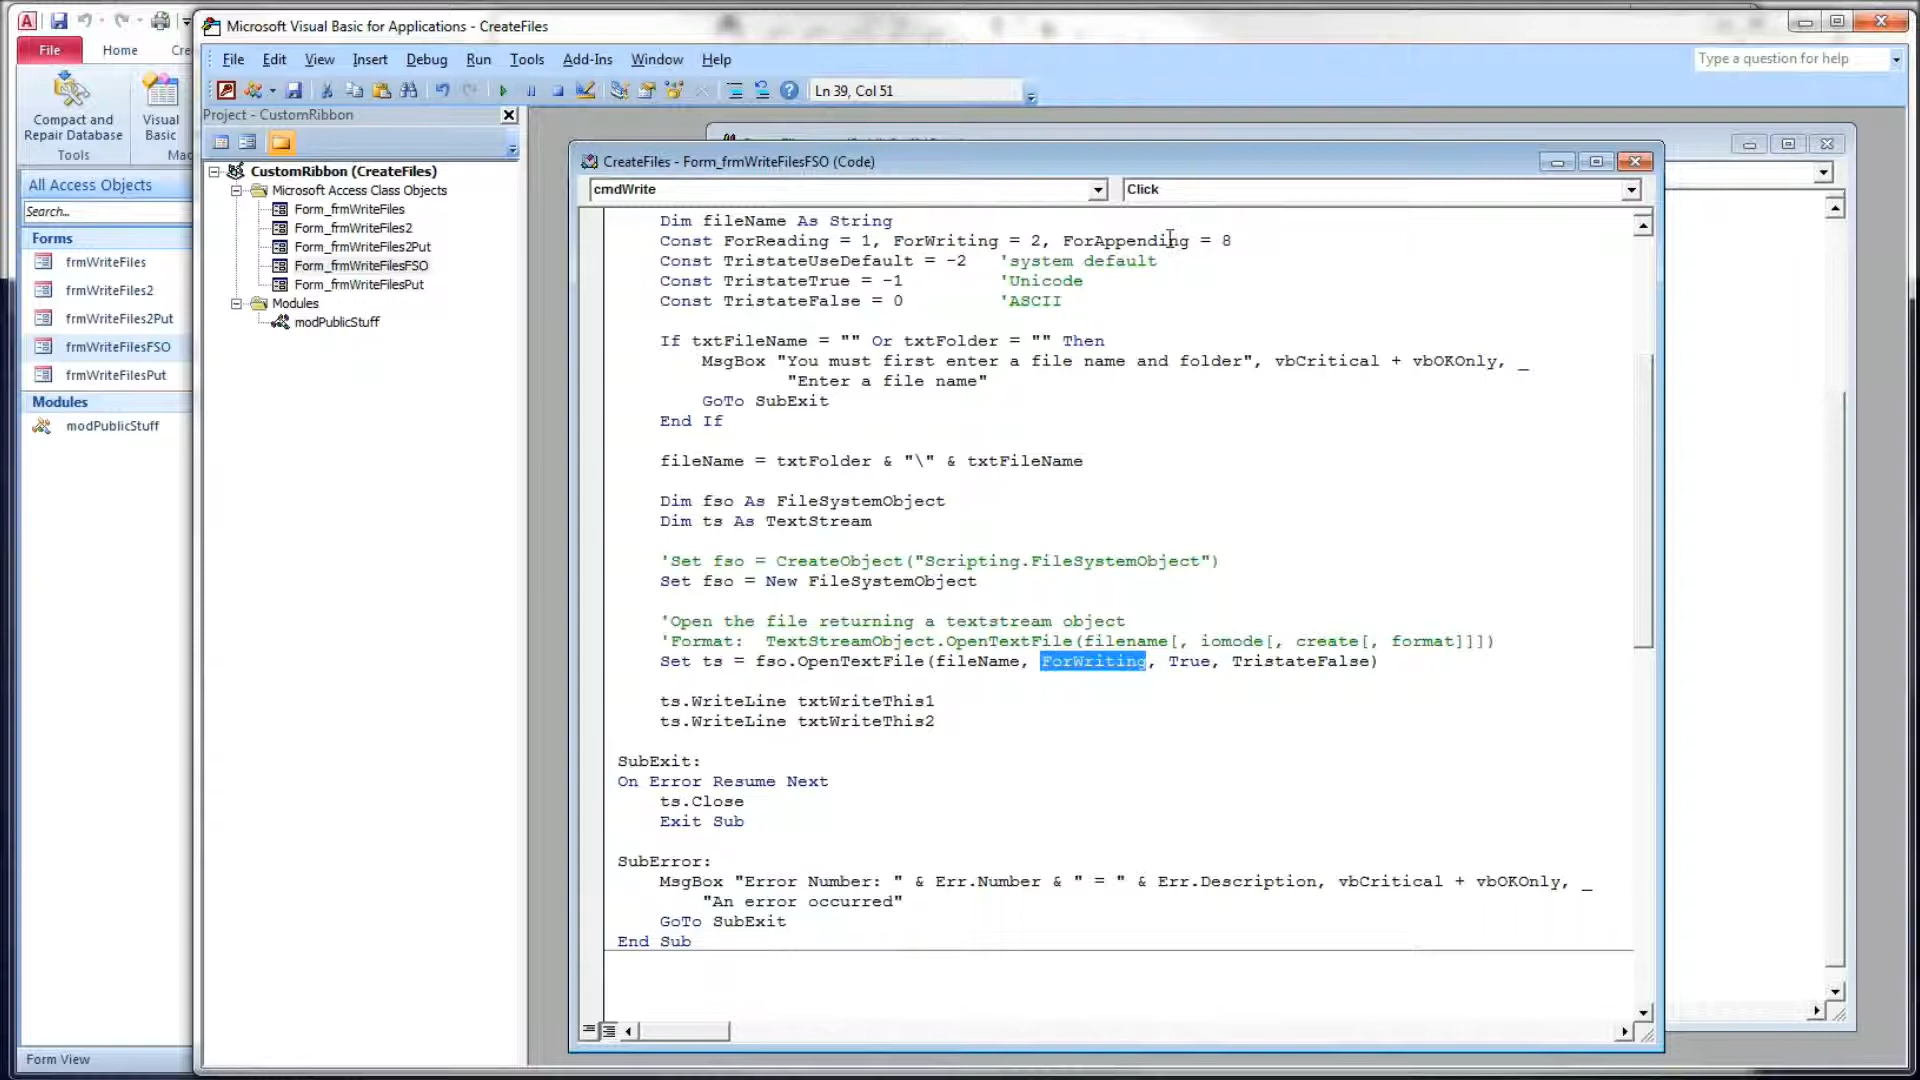 Microsoft Visual Basic for Applications - CreateFiles
File
Home
Cre
File Edit View Insert Debug Run Tools Add-Ins Window Help
Type a question for help
Ln 39, Col 51
Compact and
Repair Database
Tools
Visual
Basic
Mac
Project - CustomRibbon
CustomRibbon (CreateFiles)
Microsoft Access Class Objects
Form_frmWriteFiles
Form_frmWriteFiles2
Form_frmWriteFiles2Put
Form_frmWriteFilesFSO
Form_frmWriteFilesPut
Modules
modPublicStuff
All Access Objects
Search...
Forms
frmWriteFiles
frmWriteFiles2
frmWriteFiles2Put
frmWriteFilesFSO
frmWriteFilesPut
Modules
modPublicStuff
Form View
CreateFiles - Form_frmWriteFilesFSO (Code)
cmdWrite
Click
Dim fileName As String
Const ForReading = 1, ForWriting = 2, ForAppending = 8
Const TristateUseDefault = -2 'system default
Const TristateTrue = -1 'Unicode
Const TristateFalse = 0 'ASCII
If txtFileName = "" Or txtFolder = "" Then
MsgBox "You must first enter a file name and folder", vbCritical + vbOKOnly, _
"Enter a file name"
GoTo SubExit
End If
fileName = txtFolder & "\" & txtFileName
Dim fso As FileSystemObject
Dim ts As TextStream
'Set fso = CreateObject("Scripting.FileSystemObject")
Set fso = New FileSystemObject
'Open the file returning a textstream object
'Format: TextStreamObject.OpenTextFile(filename[, iomode[, create[, format]]])
Set ts = fso.OpenTextFile(fileName, ForWriting, True, TristateFalse)
ts.WriteLine txtWriteThis1
ts.WriteLine txtWriteThis2
SubExit:
On Error Resume Next
ts.Close
Exit Sub
SubError:
MsgBox "Error Number: " & Err.Number & " = " & Err.Description, vbCritical + vbOKOnly, _
"An error occurred"
GoTo SubExit
End Sub